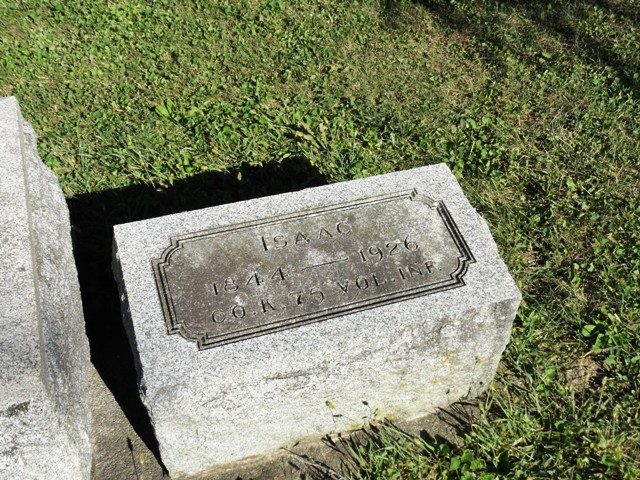 ISAAC
1844 — 1926
CO. K. 75 VOL. INF.